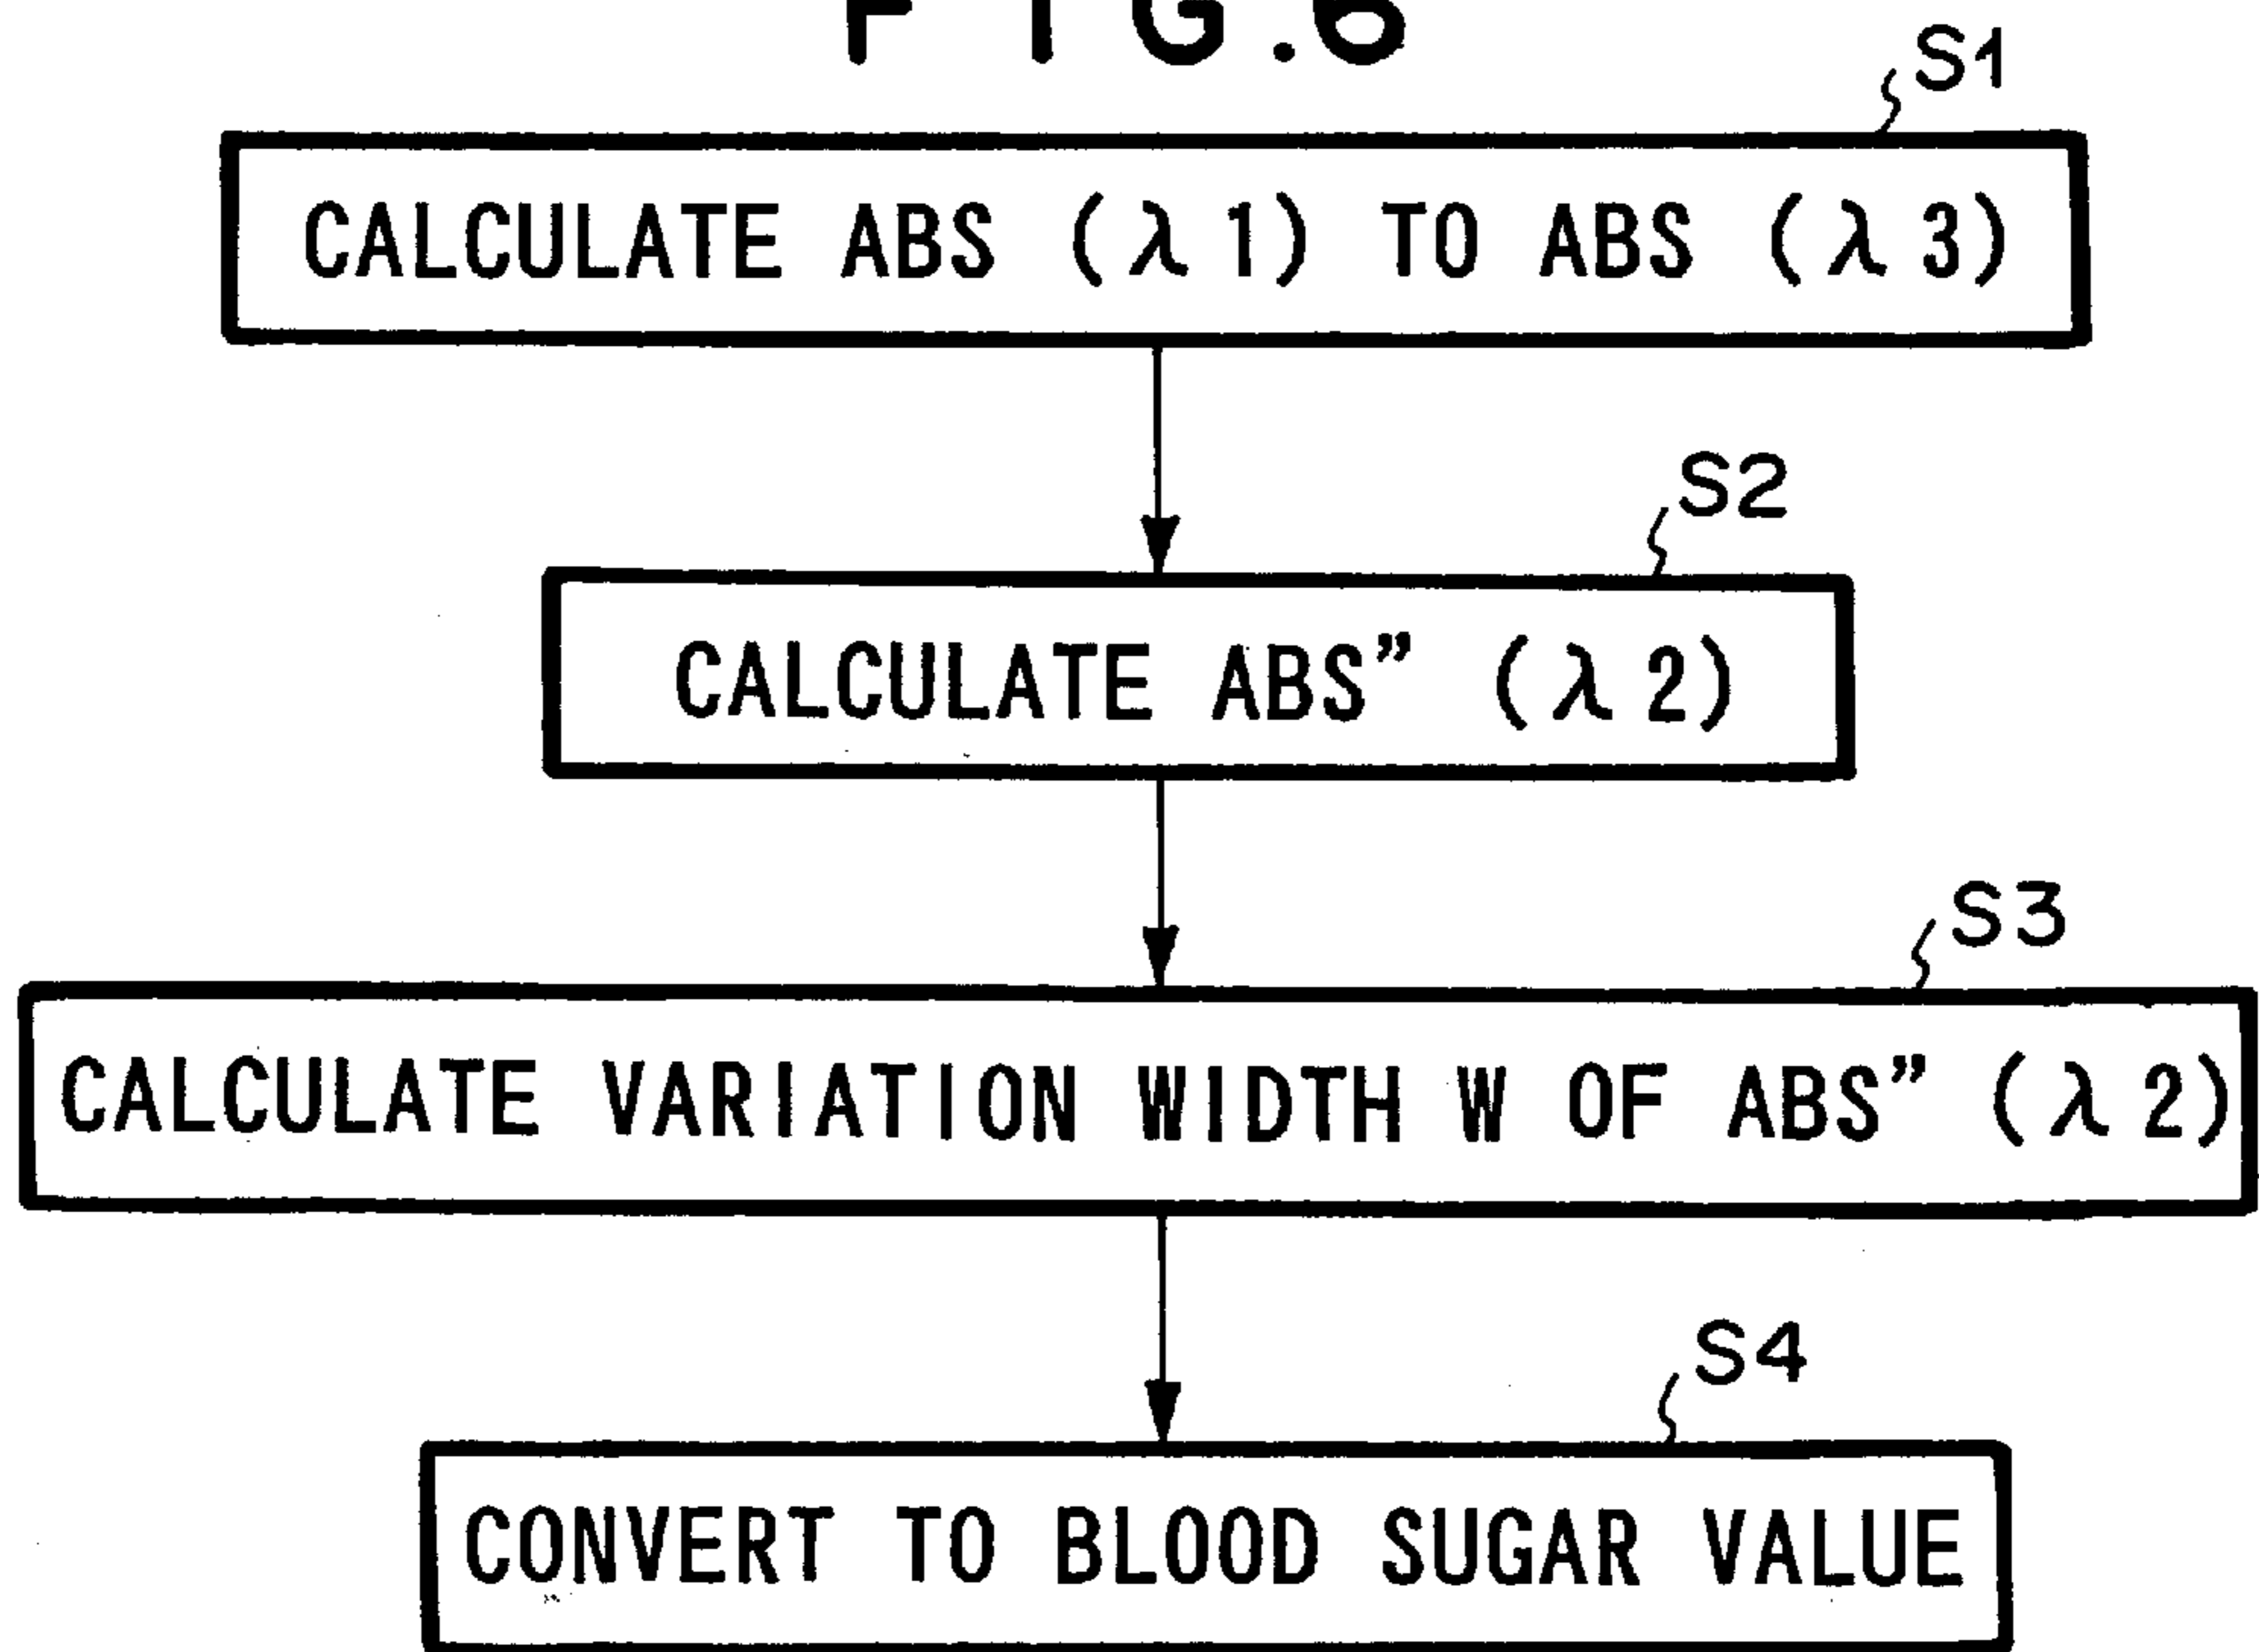 FIG.6
S1
CALCULATE ABS (λ1) TO ABS (λ3)
S2
CALCULATE ABS” (λ2)
S3
CALCULATE VARIATION WIDTH W OF ABS” (λ2)
S4
CONVERT TO BLOOD SUGAR VALUE